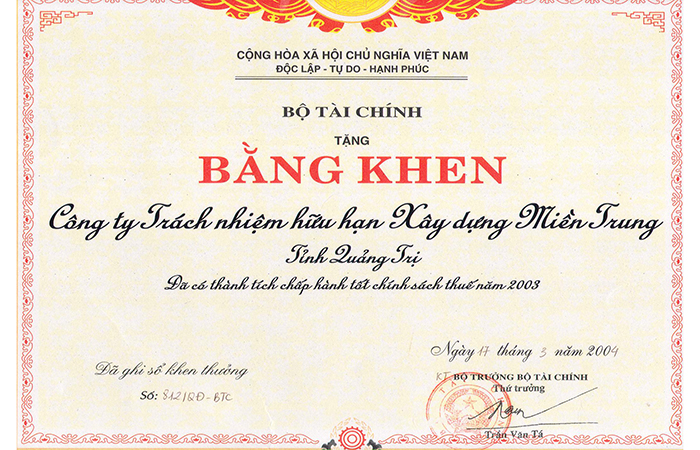 CỘNG HÒA XÃ HỘI CHỦ NGHĨA VIỆT NAM
ĐỘC LẬP - TỰ DO - HẠNH PHÚC
BỘ TÀI CHÍNH
TẶNG
BẰNG KHEN
Công ty Trách nhiệm hữu hạn Xây dựng Miền Trung
Tỉnh Quảng Trị
Đã có thành tích chấp hành tốt chính sách thuế năm 2003
Ngày 17 tháng 3 năm 2004
Đã ghi sổ khen thưởng
Số: 812/QĐ-BTC
KT BỘ TRƯỞNG BỘ TÀI CHÍNH
Thứ trưởng
Trần Văn Tá